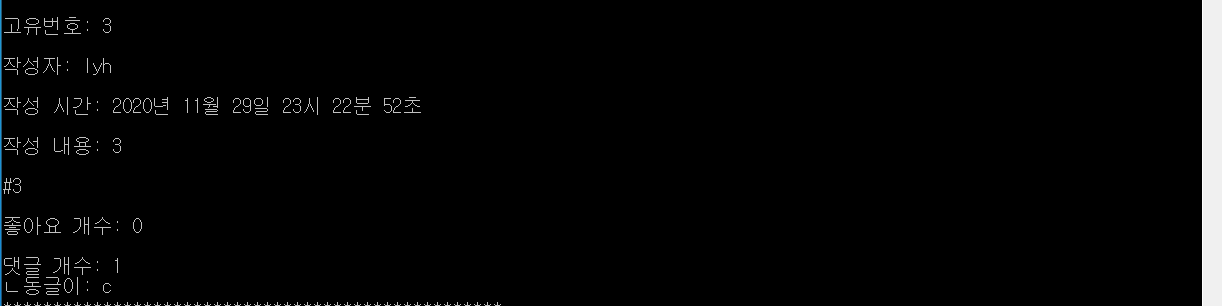 고유번호: 3
작성자: lyh
작성 시간: 2020년 11월 29일 23시 22분 52초
작성 내용: 3
#3
좋아요 개수: 0
댓글 개수: 1
ㄴ동글이: c
**************************************************